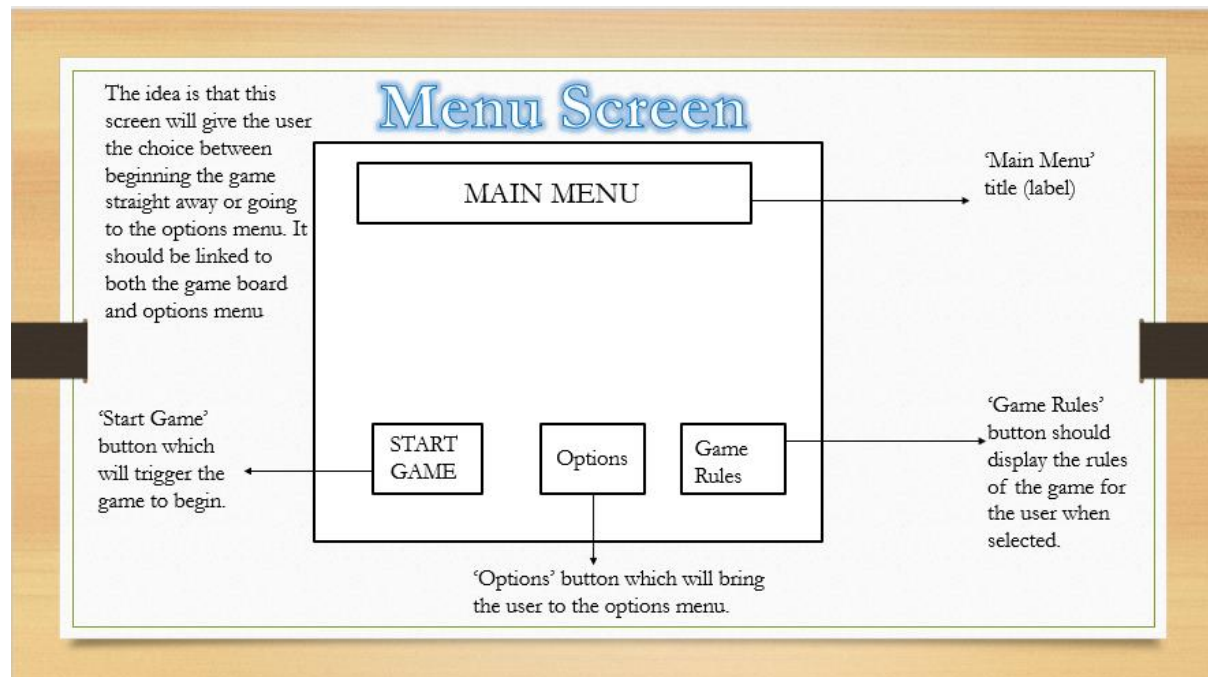 Menu Screen
The idea is that this
screen will give the user
the choice between
beginning the game
straight away or going
to the options menu. It
should be linked to
both the game board
and options menu
MAIN MENU
‘Main Menu’
title (label)
‘Start Game’
button which
will trigger the
game to begin.
START
GAME
Options
Game
Rules
‘Game Rules’
button should
display the rules
of the game for
the user when
selected.
‘Options’ button which will bring
the user to the options menu.